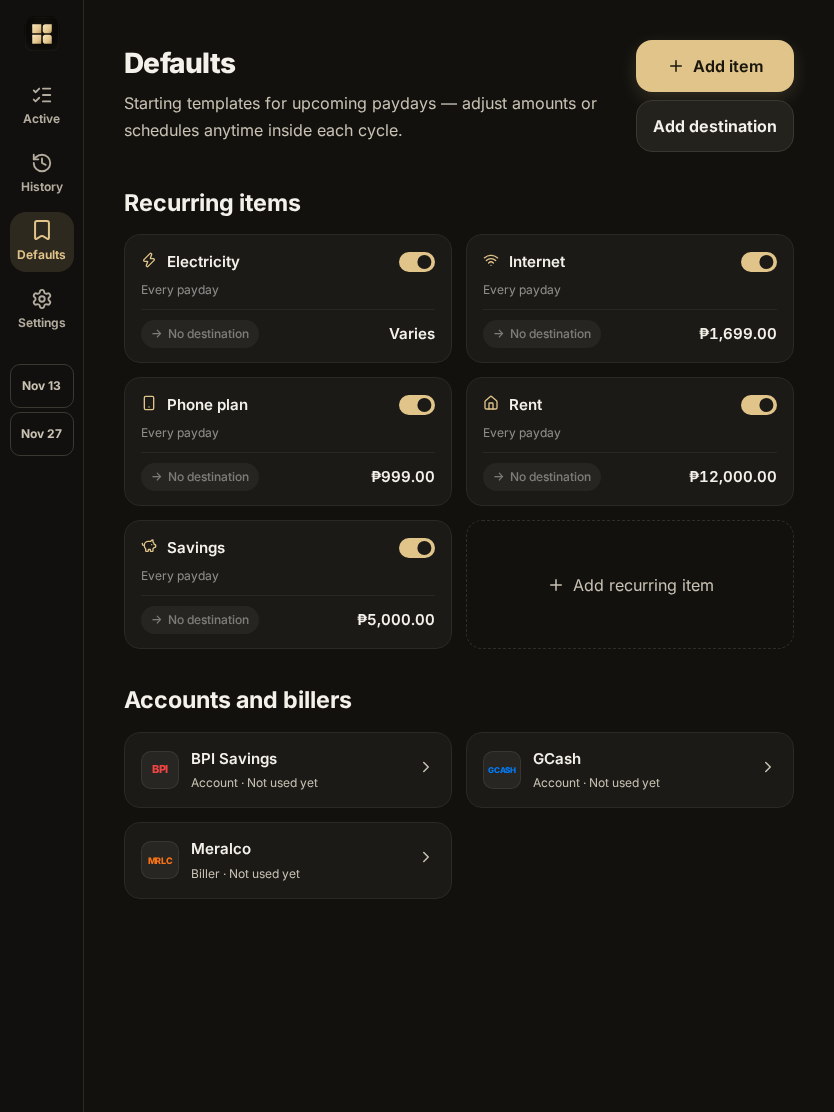 Active
History
Defaults
Settings
Nov 13
Nov 27
Defaults
Starting templates for upcoming paydays — adjust amounts or
schedules anytime inside each cycle.
+ Add item
Add destination
Recurring items
Electricity
Every payday
→ No destination
Varies
Internet
Every payday
→ No destination
₱1,699.00
Phone plan
Every payday
→ No destination
₱999.00
Rent
Every payday
→ No destination
₱12,000.00
Savings
Every payday
→ No destination
₱5,000.00
+ Add recurring item
Accounts and billers
BPI
BPI Savings
Account · Not used yet
GCASH
GCash
Account · Not used yet
MRLC
Meralco
Biller · Not used yet